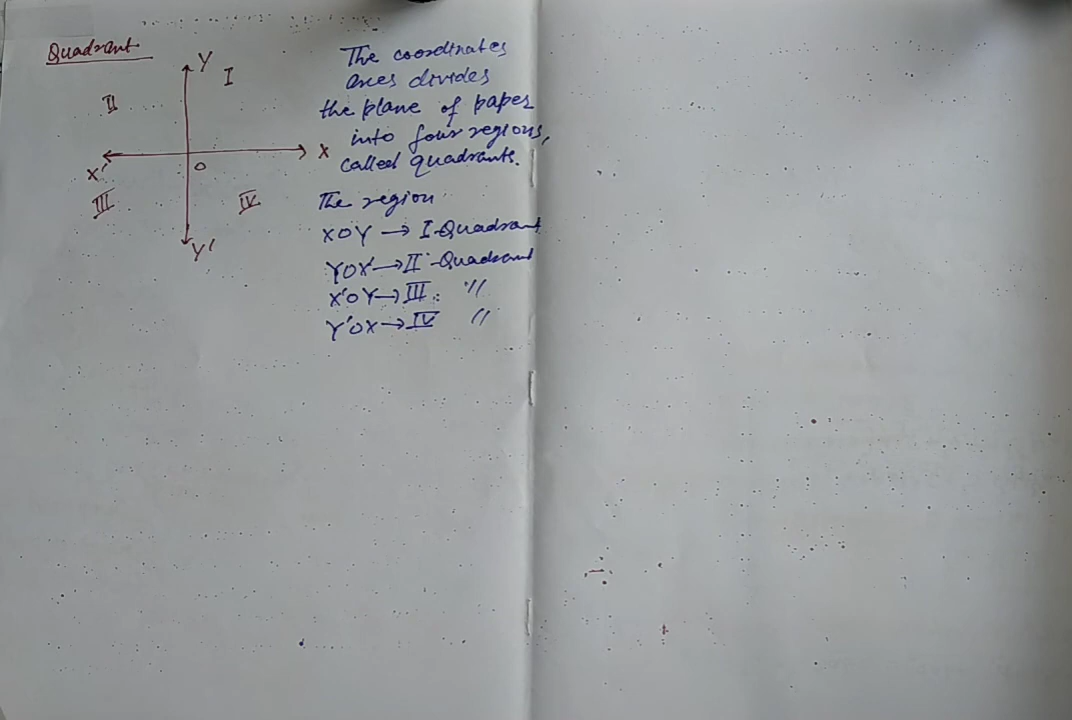 Quadrant
Y
I
II
X
X'
O
III
IV
Y'
The coordinates
axes divides
the plane of paper
into four regions,
called quadrants.
The region
XOY → I Quadrant
YOX' → II Quadrant
X'OY → III "
Y'OX → IV "